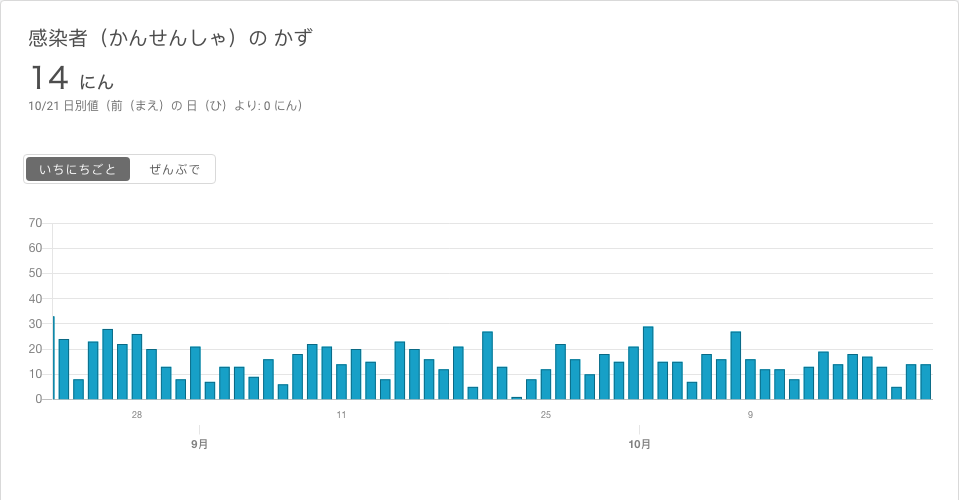 感染者（かんせんしゃ）の かず
14 にん
10/21 日別値（前（まえ）の 日（ひ）より: 0 にん）
いちにちごと ぜんぶで
70
60
50
40
30
20
10
0
28 11 25 9
9月 10月